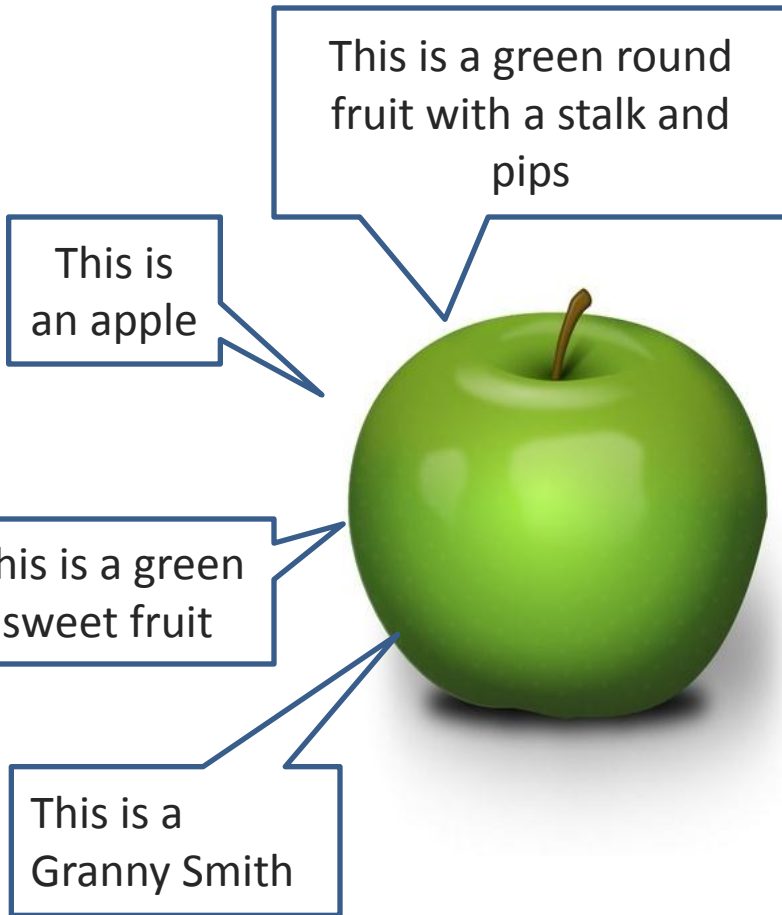 This is a green round
fruit with a stalk and
pips
This is
an apple
his is a green
sweet fruit
This is a
Granny Smith